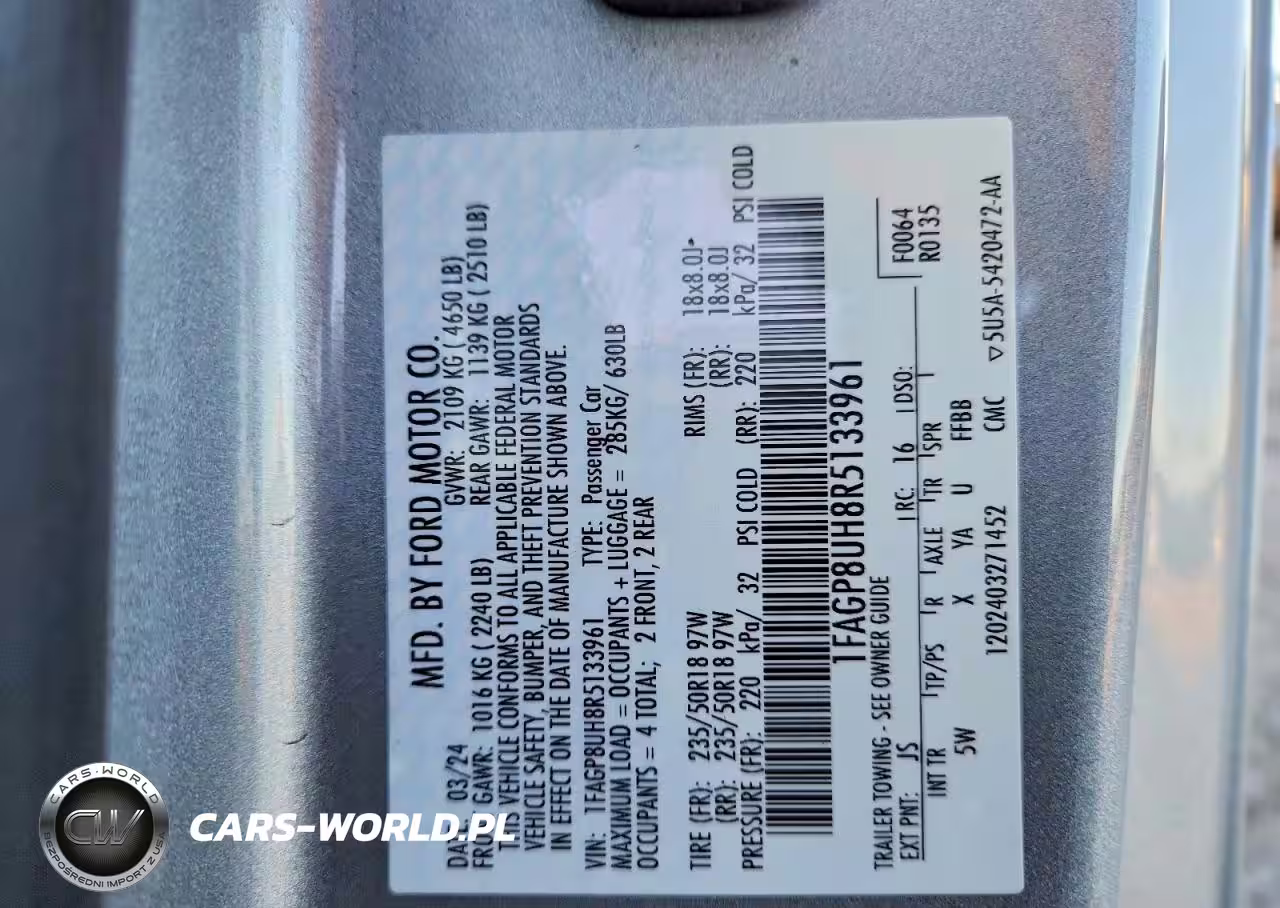 MFD. BY FORD MOTOR CO.
DATE: 03/24 GVWR: 2109 KG ( 4650 LB)
FRONT GAWR: 1016 KG ( 2240 LB) REAR GAWR: 1139 KG ( 2510 LB)
THIS VEHICLE CONFORMS TO ALL APPLICABLE FEDERAL MOTOR
VEHICLE SAFETY, BUMPER, AND THEFT PREVENTION STANDARDS
IN EFFECT ON THE DATE OF MANUFACTURE SHOWN ABOVE.
VIN: 1FAGP8UH8R5133961 TYPE: Passenger Car
MAXIMUM LOAD = OCCUPANTS + LUGGAGE = 285KG/ 630LB
OCCUPANTS = 4 TOTAL; 2 FRONT, 2 REAR
TIRE (FR): 235/50R18 97W RIMS (FR): 18x8.0J
(RR): 235/50R18 97W (RR): 18x8.0J
PRESSURE (FR): 220 kPa/ 32 PSI COLD (RR): 220 kPa/ 32 PSI COLD
1FAGP8UH8R5133961
TRAILER TOWING - SEE OWNER GUIDE
F0064
EXT PNT: JS RC: 16 DSO: R0135
INT TR TP/PS R AXLE TR SPR
5W X YA U FFBB
1202403271452 CMC ▽5U5A-5420472-AA
CARS-WORLD
CW
BEZPOŚREDNI IMPORT Z USA
CARS-WORLD.PL